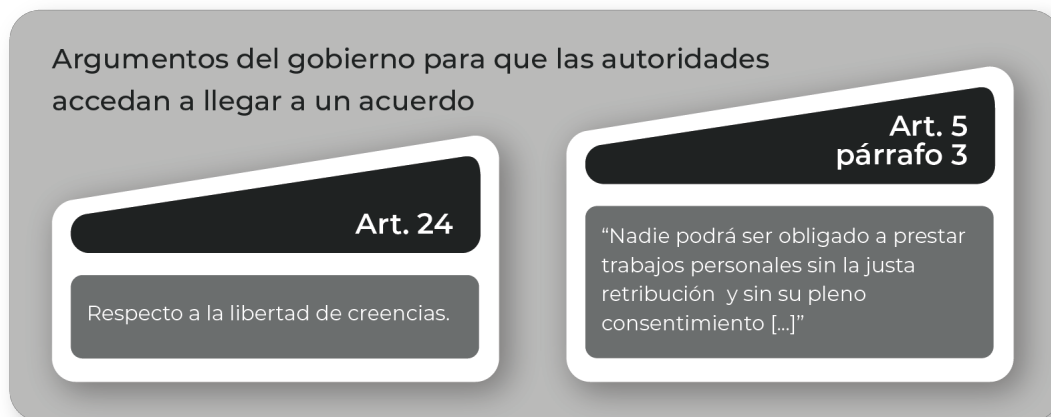 Argumentos del gobierno para que las autoridades
accedan a llegar a un acuerdo
Art. 24
Respecto a la libertad de creencias.
Art. 5
párrafo 3
“Nadie podrá ser obligado a prestar
trabajos personales sin la justa
retribución  y sin su pleno
consentimiento [...]”